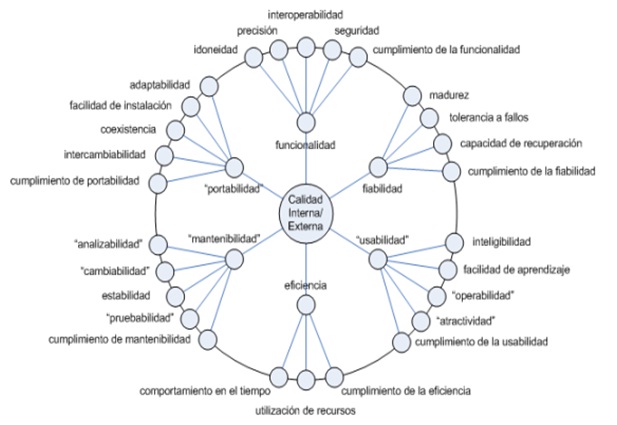 interoperabilidad
precisión
seguridad
idoneidad
cumplimiento de la funcionalidad
adaptabilidad
madurez
facilidad de instalación
tolerancia a fallos
coexistencia
capacidad de recuperación
funcionalidad
intercambiabilidad
cumplimiento de la fiabilidad
cumplimiento de portabilidad
"portabilidad"
fiabilidad
Calidad
Interna/
Externa
"analizabilidad"
"mantenibilidad"
"usabilidad"
inteligibilidad
"cambiabilidad"
facilidad de aprendizaje
eficiencia
estabilidad
"operabilidad"
"pruebabilidad"
"atractividad"
cumplimiento de mantenibilidad
cumplimiento de la usabilidad
comportamiento en el tiempo
cumplimiento de la eficiencia
utilización de recursos